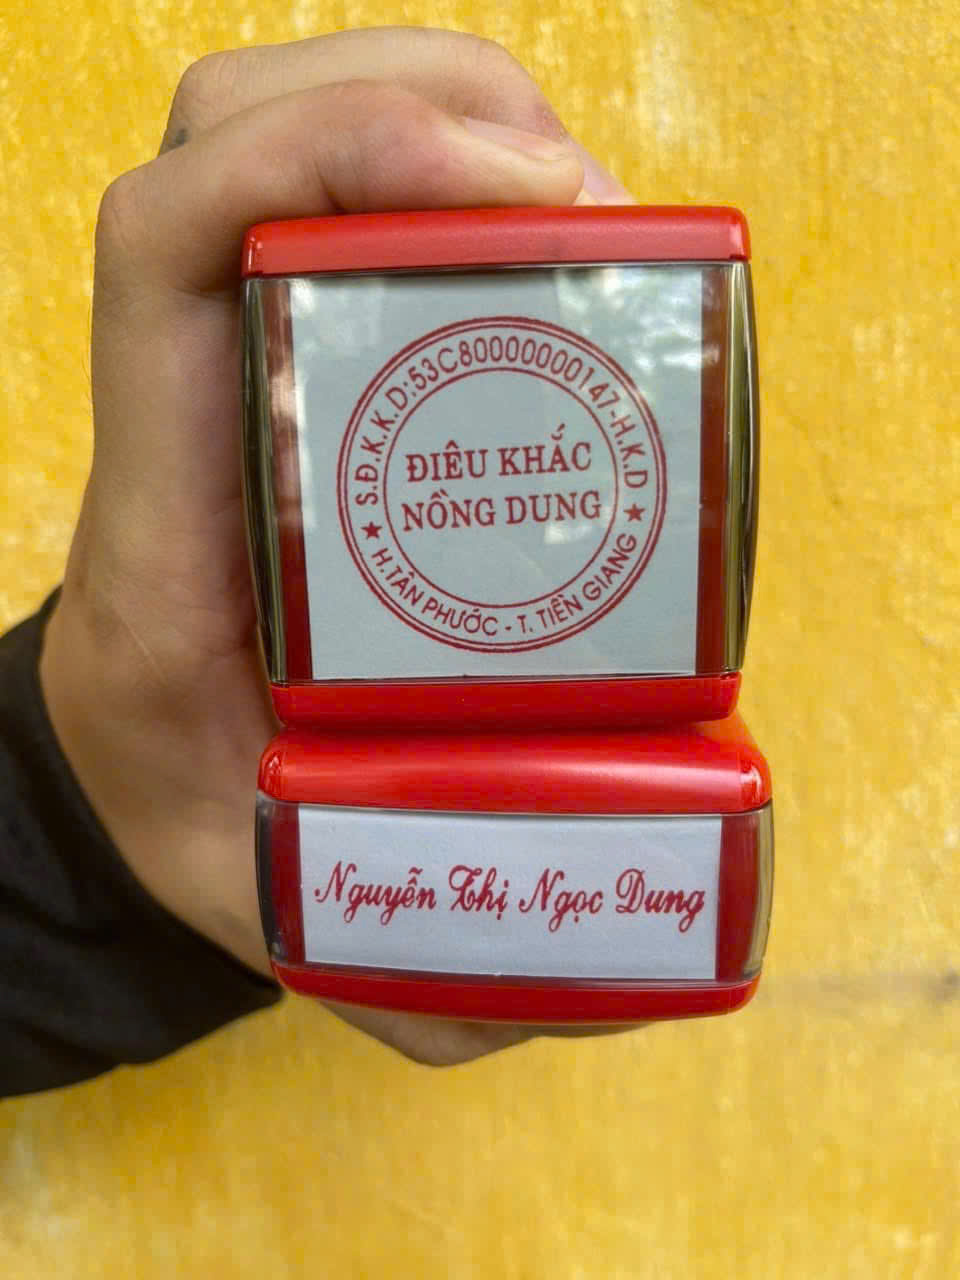 S.Đ.K.K.D:53C8000000147-H.K.D
ĐIÊU KHẮC
NỒNG DUNG
★ H.TÂN PHƯỚC - T. TIỀN GIANG ★
Nguyễn Thị Ngọc Dung